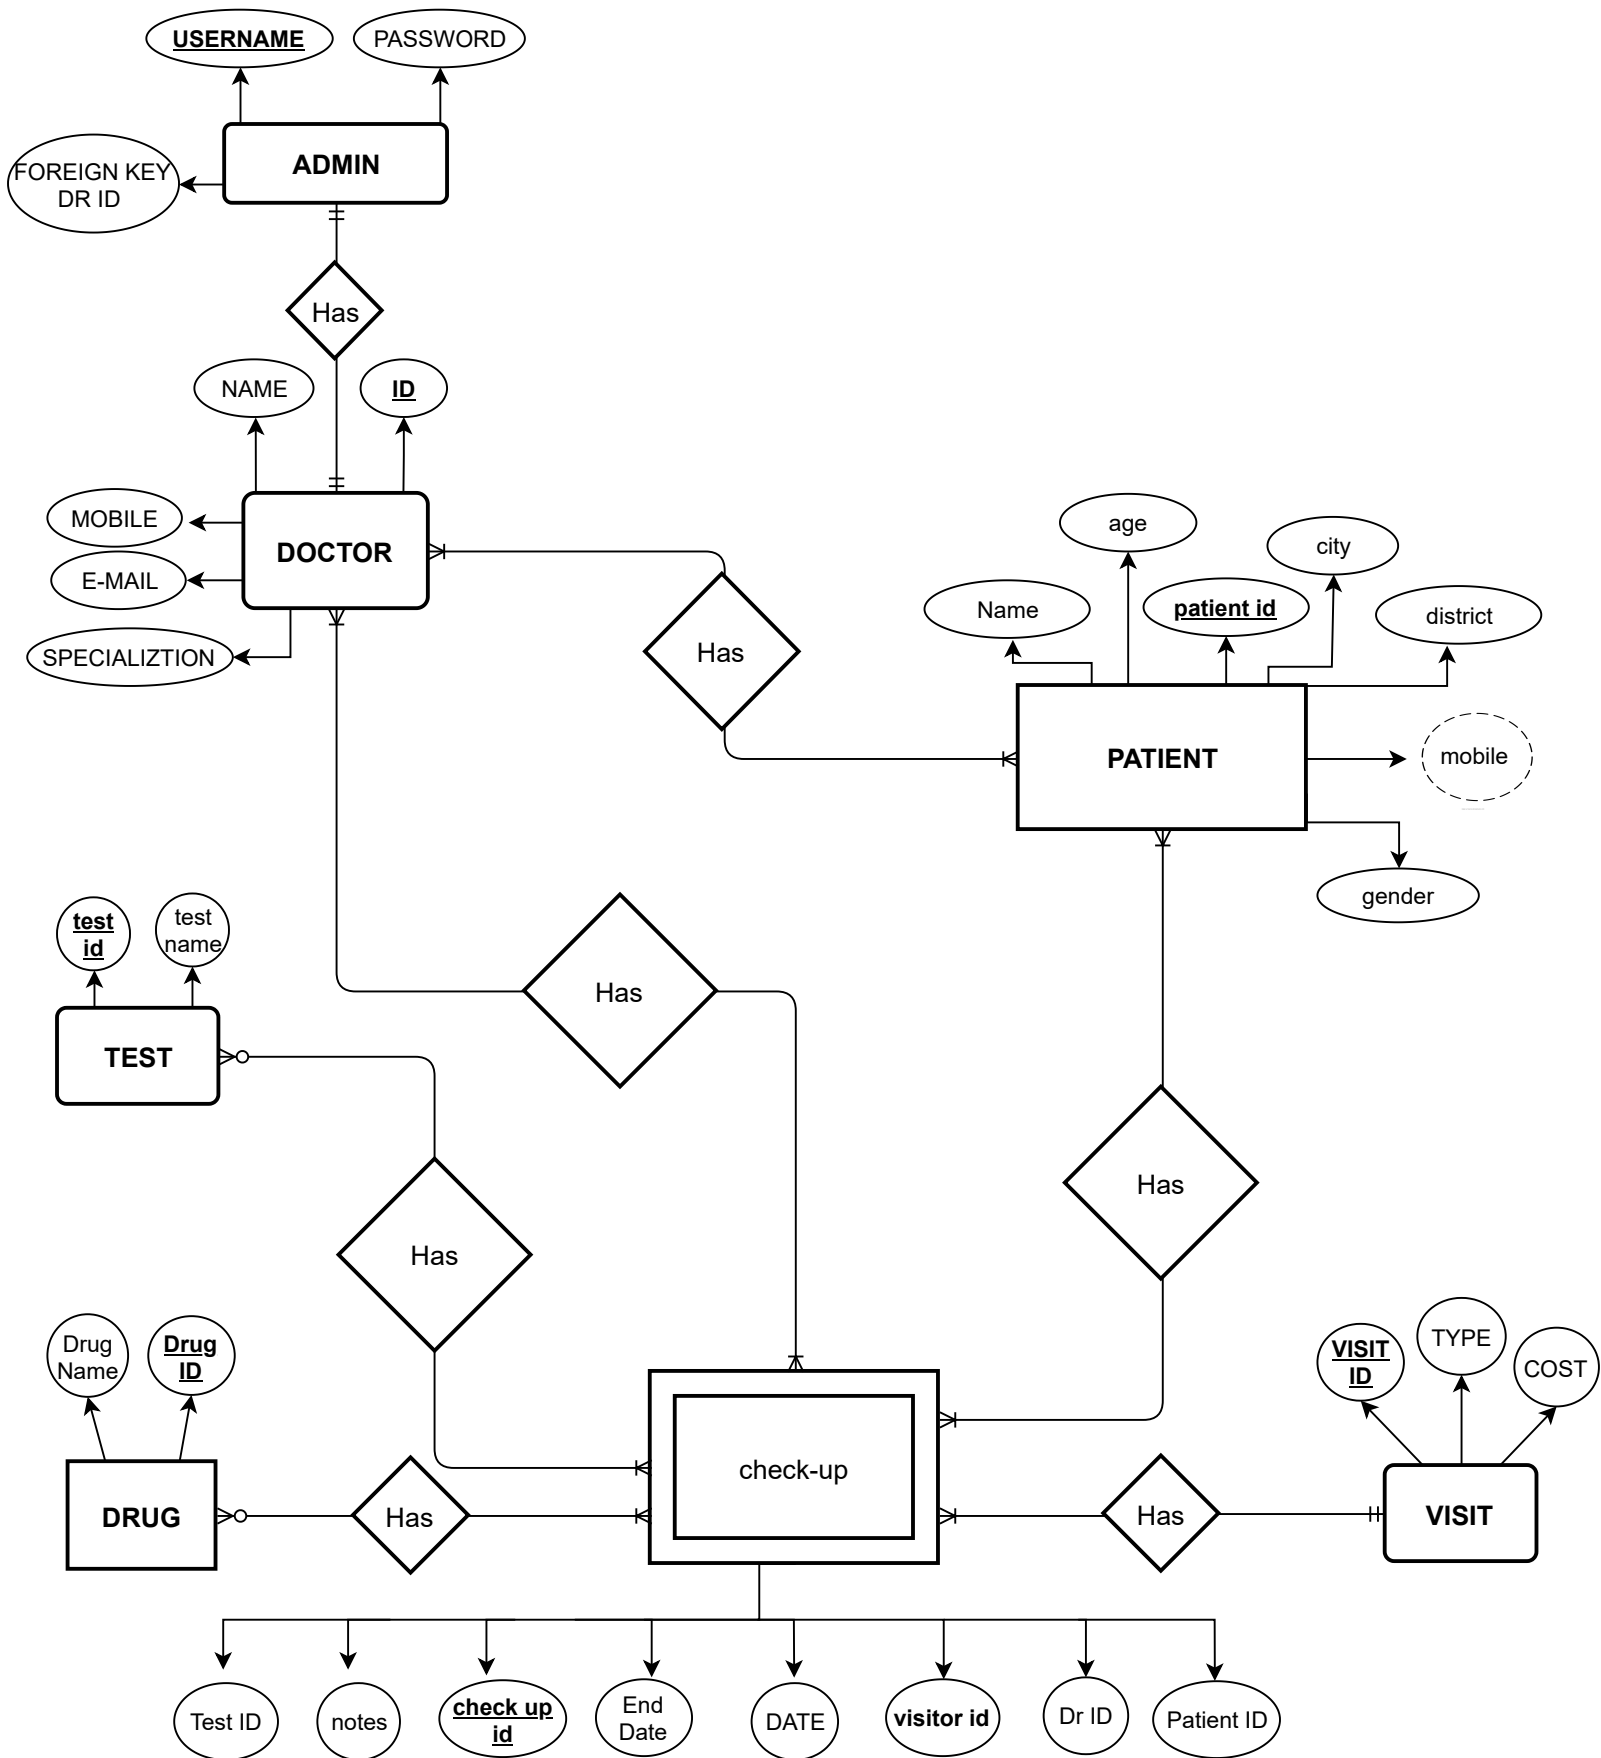 USERNAME
PASSWORD
ADMIN
FOREIGN KEY
DR ID
Has
NAME
ID
MOBILE
E-MAIL
SPECIALIZTION
DOCTOR
Has
age
city
Name
patient id
district
PATIENT
mobile
gender
test
id
test
name
TEST
Has
Has
Has
Drug
Name
Drug
ID
DRUG
Has
check-up
Has
VISIT
ID
TYPE
COST
VISIT
Test ID
notes
check up
id
End
Date
DATE
visitor id
Dr ID
Patient ID